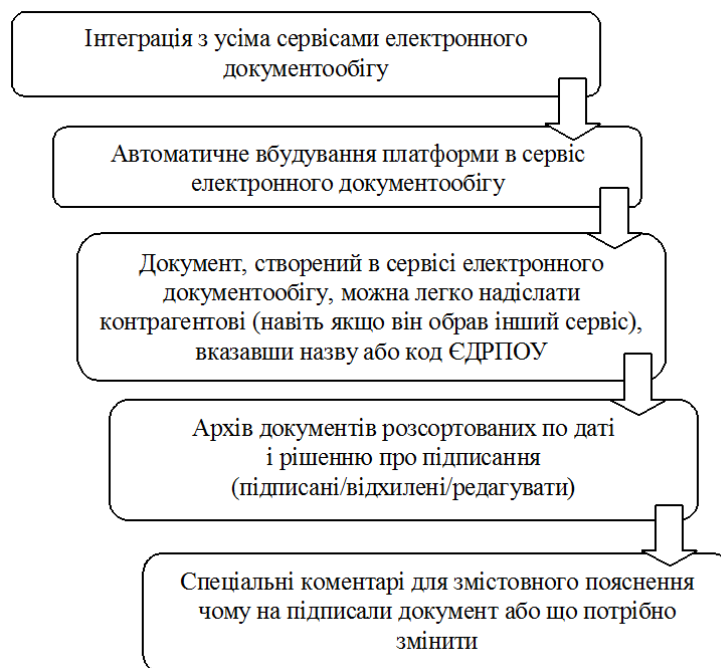 Інтеграція з усіма сервісами електронного
документообігу
Автоматичне вбудування платформи в сервіс
електронного документообігу
Документ, створений в сервісі електронного
документообігу, можна легко надіслати
контрагентові (навіть якщо він обрав інший сервіс),
вказавши назву або код ЄДРПОУ
Архів документів розсортованих по даті
і рішенню про підписання
(підписані/відхилені/редагувати)
Спеціальні коментарі для змістовного пояснення
чому на підписали документ або що потрібно
змінити